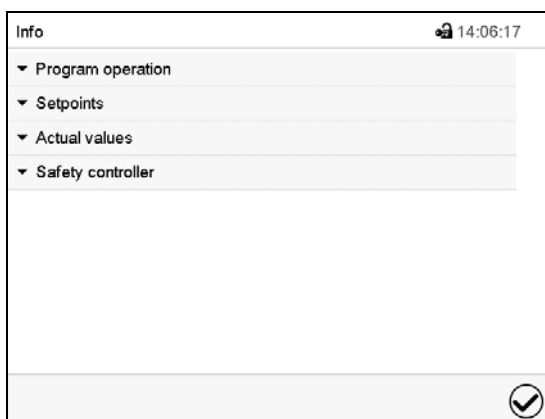 Info 14:06:17
Program operation
Setpoints
Actual values
Safety controller